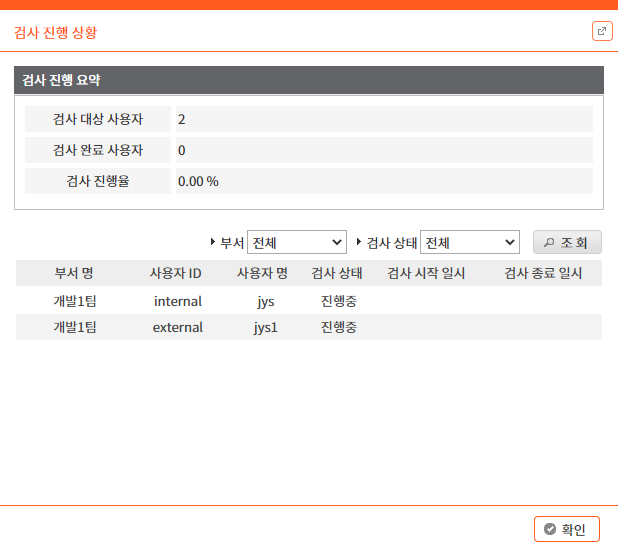 검사 진행 상황
검사 진행 요약
검사 대상 사용자 2
검사 완료 사용자 0
검사 진행율 0.00 %
부서 전체 검사 상태 전체 조 회
부서 명 사용자 ID 사용자 명 검사 상태 검사 시작 일시 검사 종료 일시
개발1팀 internal jys 진행중
개발1팀 external jys1 진행중
확인